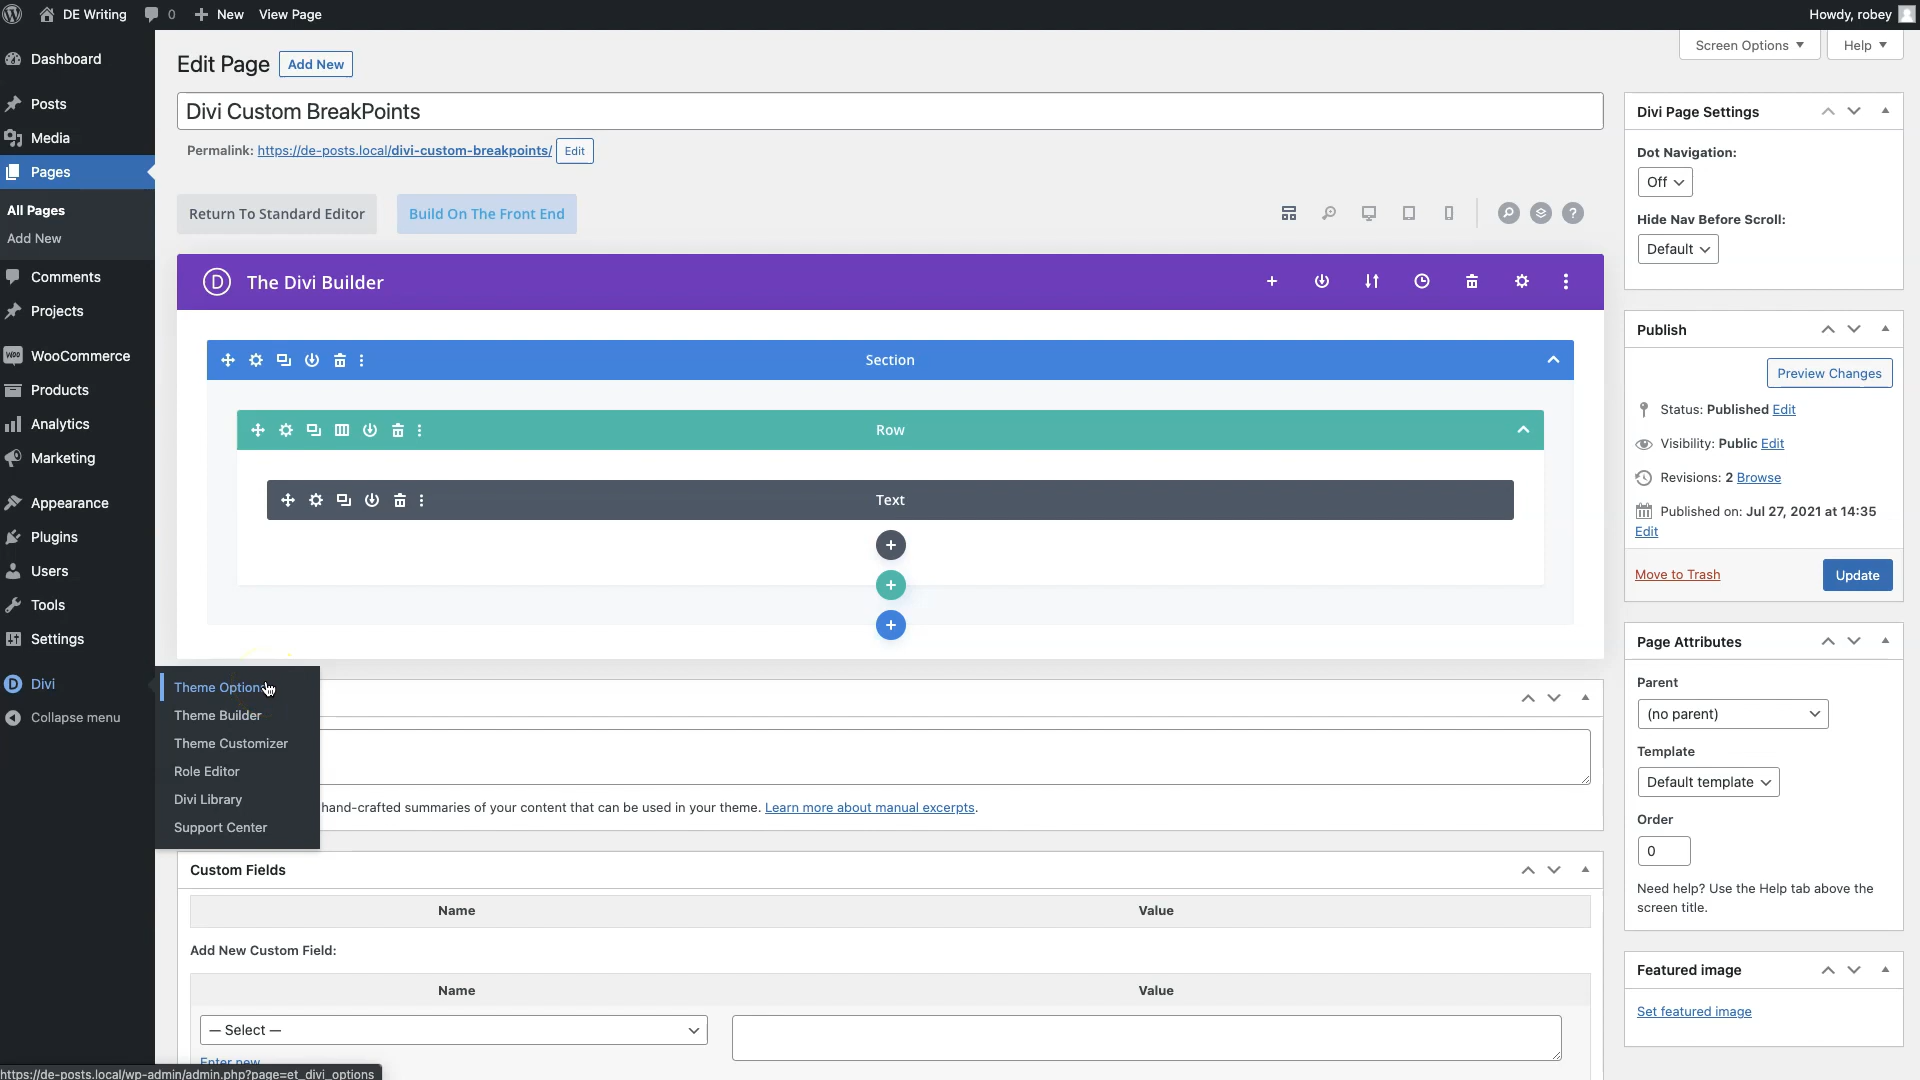 DE Writing
0
New
View Page
Howdy, robey
Dashboard
Posts
Media
Pages
All Pages
Add New
Comments
Projects
WooCommerce
Products
Analytics
Marketing
Appearance
Plugins
Users
Tools
Settings
Divi
Collapse menu
Theme Option
Theme Builder
Theme Customizer
Role Editor
Divi Library
Support Center
Screen Options
Help
Edit Page
Add New
Divi Custom BreakPoints
Permalink: https://de-posts.local/divi-custom-breakpoints/ Edit
Return To Standard Editor
Build On The Front End
The Divi Builder
Section
Row
Text
hand-crafted summaries of your content that can be used in your theme. Learn more about manual excerpts.
Custom Fields
Name
Value
Add New Custom Field:
Name
Value
— Select —
Enter new
Divi Page Settings
Dot Navigation:
Off
Hide Nav Before Scroll:
Default
Publish
Preview Changes
Status: Published Edit
Visibility: Public Edit
Revisions: 2 Browse
Published on: Jul 27, 2021 at 14:35
Edit
Move to Trash
Update
Page Attributes
Parent
(no parent)
Template
Default template
Order
0
Need help? Use the Help tab above the
screen title.
Featured image
Set featured image
https://de-posts.local/wp-admin/admin.php?page=et_divi_options